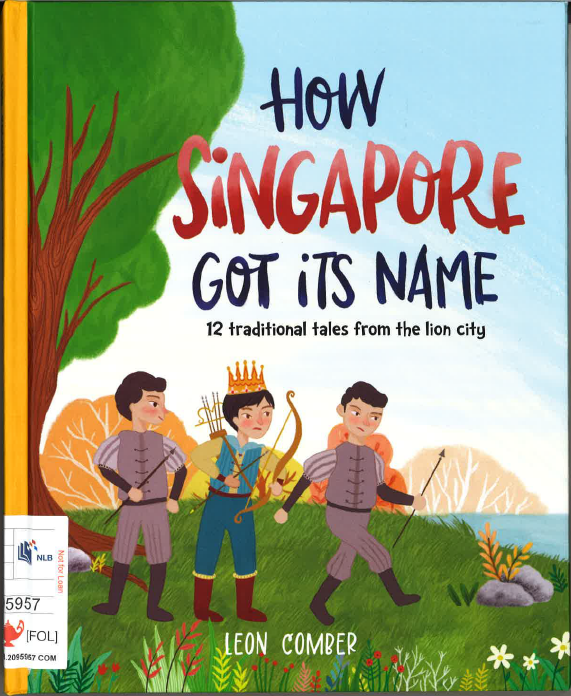 HOW
SiNGAPORE
GOT iTS NAME
12 traditional tales from the lion city
NLB
Not for Loan
5957
[FOL]
.2095957 COM
LEON COMBER